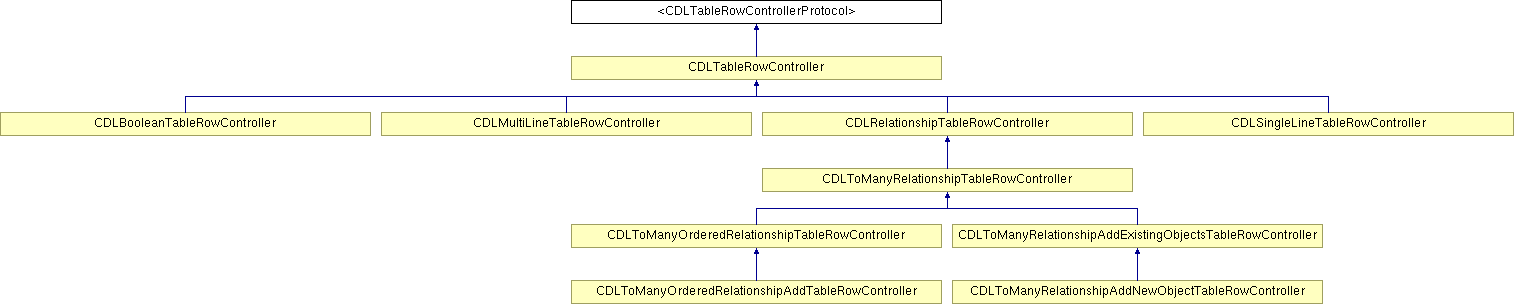 <CDLTableRowControllerProtocol>
CDLTableRowController
CDLBooleanTableRowController
CDLMultiLineTableRowController
CDLRelationshipTableRowController
CDLSingleLineTableRowController
CDLToManyRelationshipTableRowController
CDLToManyOrderedRelationshipTableRowController
CDLToManyRelationshipAddExistingObjectsTableRowController
CDLToManyOrderedRelationshipAddTableRowController
CDLToManyRelationshipAddNewObjectTableRowController